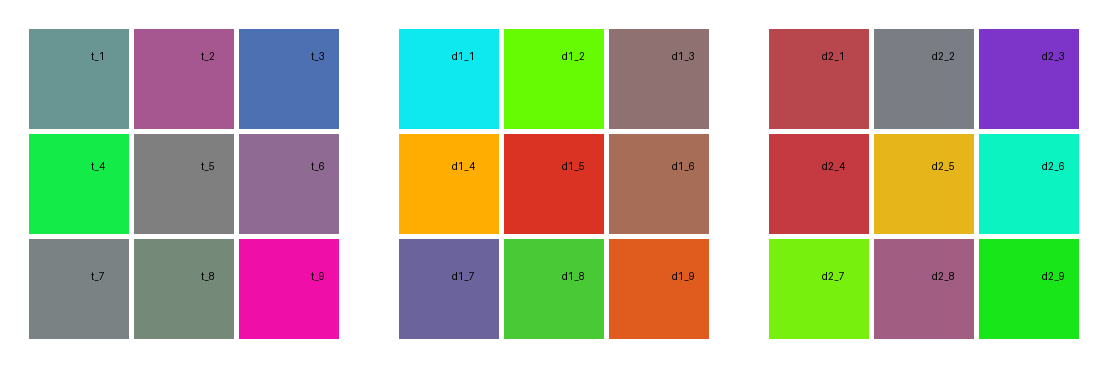 t_1 t_2 t_3 d1_1 d1_2 d1_3 d2_1 d2_2 d2_3
t_4 t_5 t_6 d1_4 d1_5 d1_6 d2_4 d2_5 d2_6
t_7 t_8 t_9 d1_7 d1_8 d1_9 d2_7 d2_8 d2_9